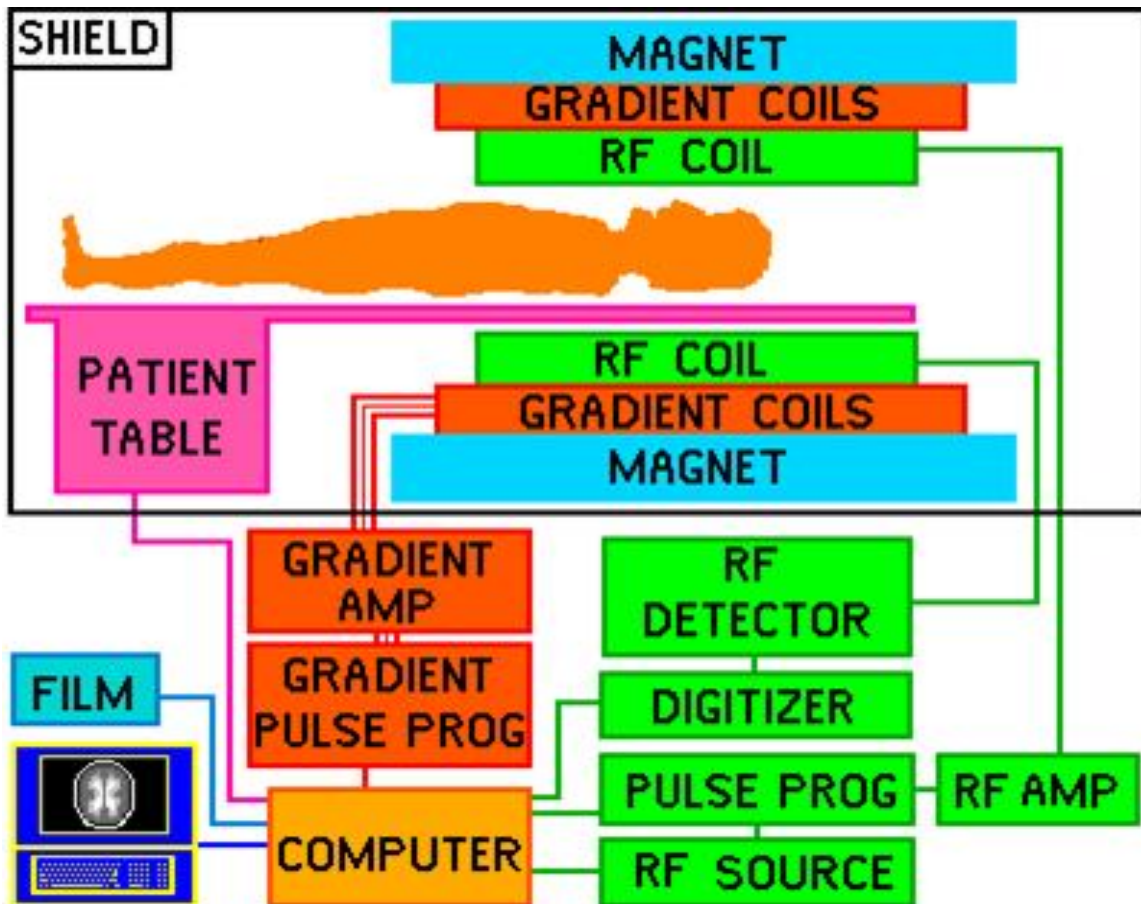 SHIELD
MAGNET
GRADIENT COILS
RF COIL
PATIENT
TABLE
RF COIL
GRADIENT COILS
MAGNET
GRADIENT
AMP
RF
DETECTOR
FILM
GRADIENT
PULSE PROG
DIGITIZER
COMPUTER
PULSE PROG
RF AMP
RF SOURCE